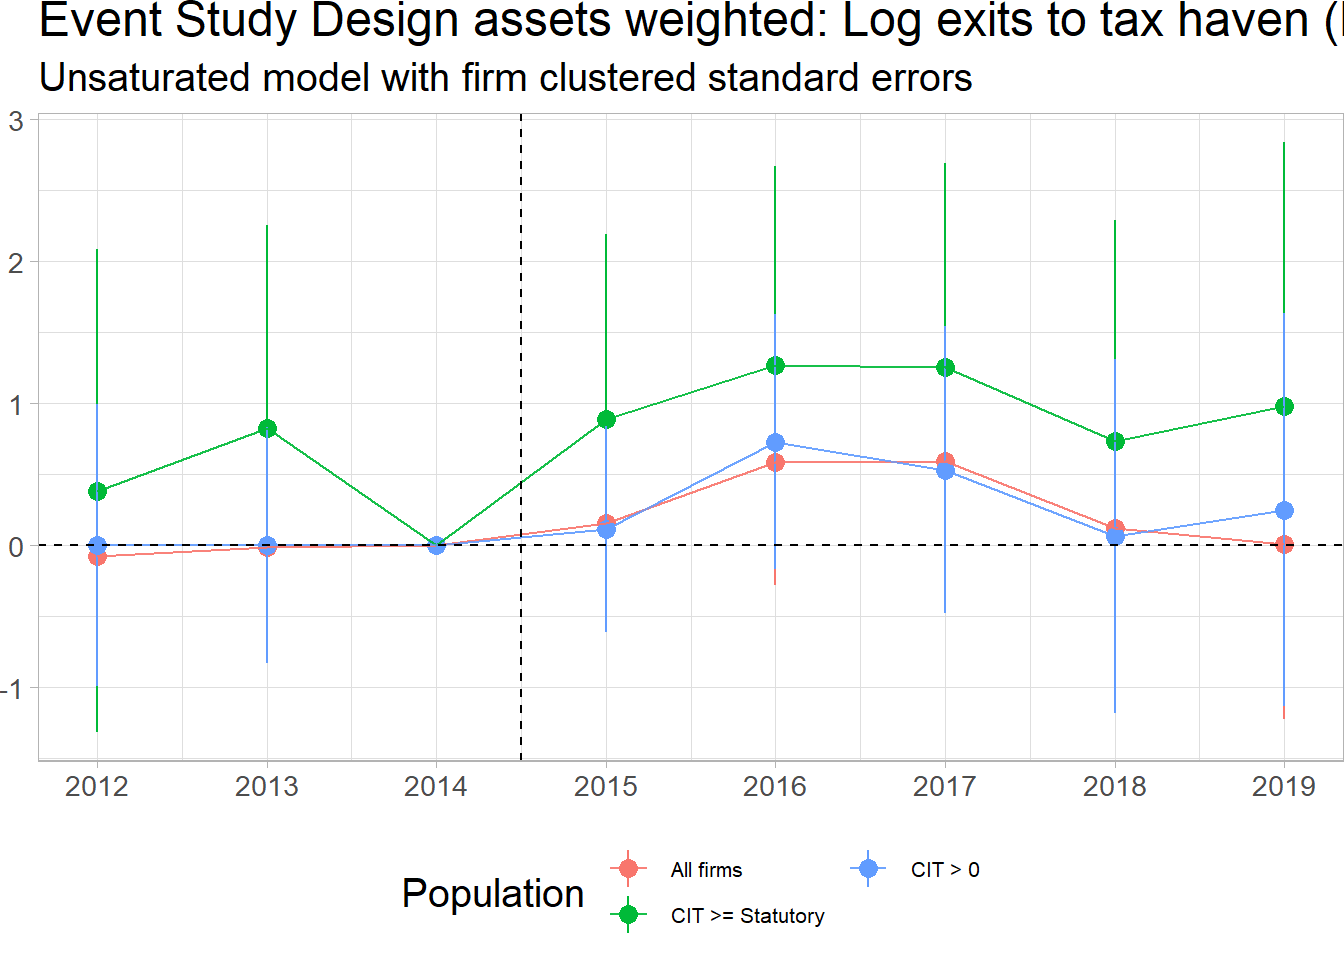 Event Study Design assets weighted: Log exits to tax haven (
Unsaturated model with firm clustered standard errors
3
2
1
0
-1
2012 2013 2014 2015 2016 2017 2018 2019
Population
All firms
CIT > 0
CIT >= Statutory